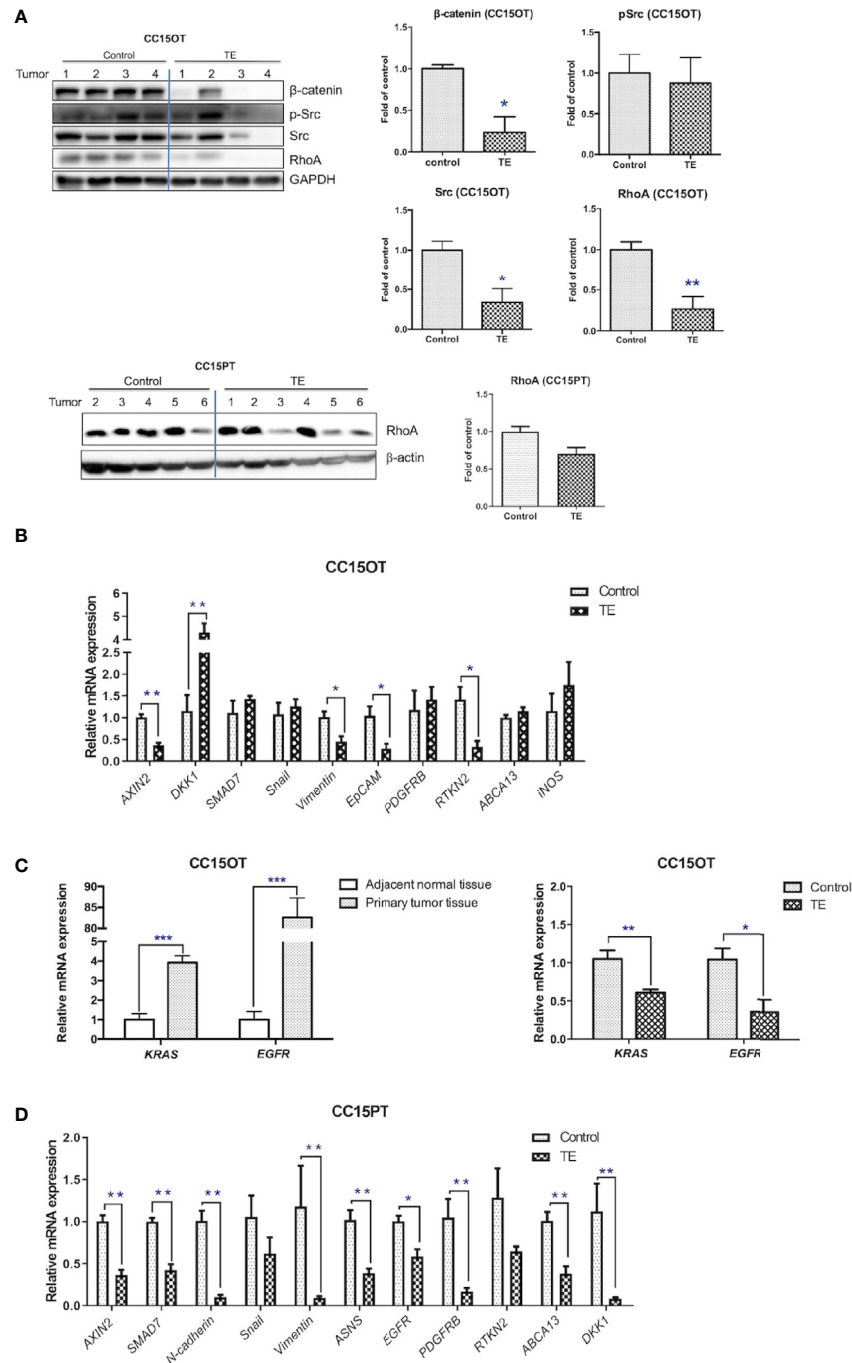 A
CC15OT
Control TE
Tumor 1 2 3 4 1 2 3 4
β-catenin
p-Src
Src
RhoA
GAPDH
β-catenin (CC15OT)
Fold of control
1.5
1.0
0.5
0.0
*
control TE
pSrc (CC15OT)
Fold of control
1.5
1.0
0.5
0.0
Control TE
Src (CC15OT)
Fold of control
1.5
1.0
0.5
0.0
*
Control TE
RhoA (CC15OT)
Fold of control
1.5
1.0
0.5
0.0
**
Control TE
CC15PT
Control TE
Tumor 2 3 4 5 6 1 2 3 4 5 6
RhoA
β-actin
RhoA (CC15PT)
Fold of control
1.5
1.0
0.5
0.0
Control TE
B
CC15OT
Control
TE
Relative mRNA expression
6
5
4
2.5
2.0
1.5
1.0
0.5
0.0
** ** * * *
AXIN2 DKK1 SMAD7 Snail Vimentin EpCAM PDGFRB RTKN2 ABCA13 iNOS
C
CC15OT
Adjacent normal tissue
Primary tumor tissue
Relative mRNA expression
90
85
80
5
4
3
2
1
0
*** ***
KRAS EGFR
CC15OT
Control
TE
Relative mRNA expression
2.0
1.5
1.0
0.5
0.0
** *
KRAS EGFR
D
CC15PT
Control
TE
Relative mRNA expression
2.0
1.5
1.0
0.5
0.0
** ** ** ** ** * ** ** **
AXIN2 SMAD7 N-cadherin Snail Vimentin ASNS EGFR PDGFRB RTKN2 ABCA13 DKK1